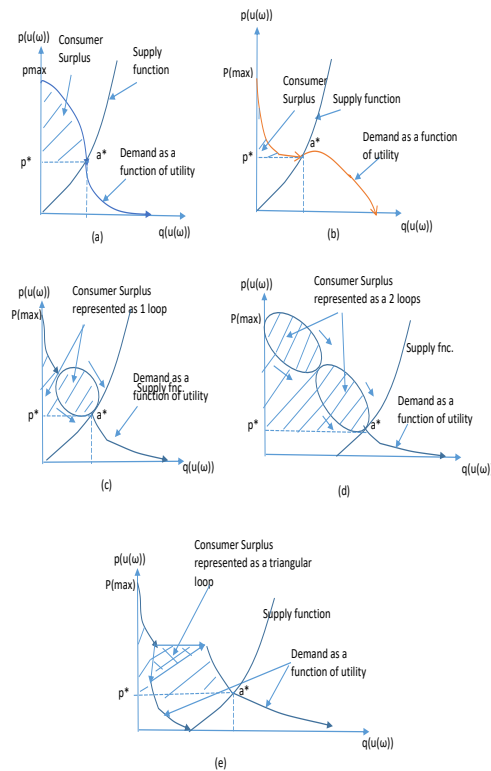 p(u(ω))
pmax
Consumer
Surplus
Supply
function
p*
a*
Demand as a
function of utility
q(u(ω))
(a)
p(u(ω))
P(max)
Consumer
Surplus
Supply function
a*
Demand as a function
of utility
p*
q(u(ω))
(b)
p(u(ω))
P(max)
Consumer Surplus
represented as 1 loop
Demand as a
Supply fnc.
function of utility
p*
a*
q(u(ω))
(c)
p(u(ω))
P(max)
Consumer Surplus
represented as a 2 loops
Supply fnc.
Demand as a
function of utility
p*
a*
q(u(ω))
(d)
Consumer Surplus
represented as a triangular
loop
p(u(ω))
P(max)
Supply function
Demand as a
function of utility
p*
a*
q(u(ω))
(e)